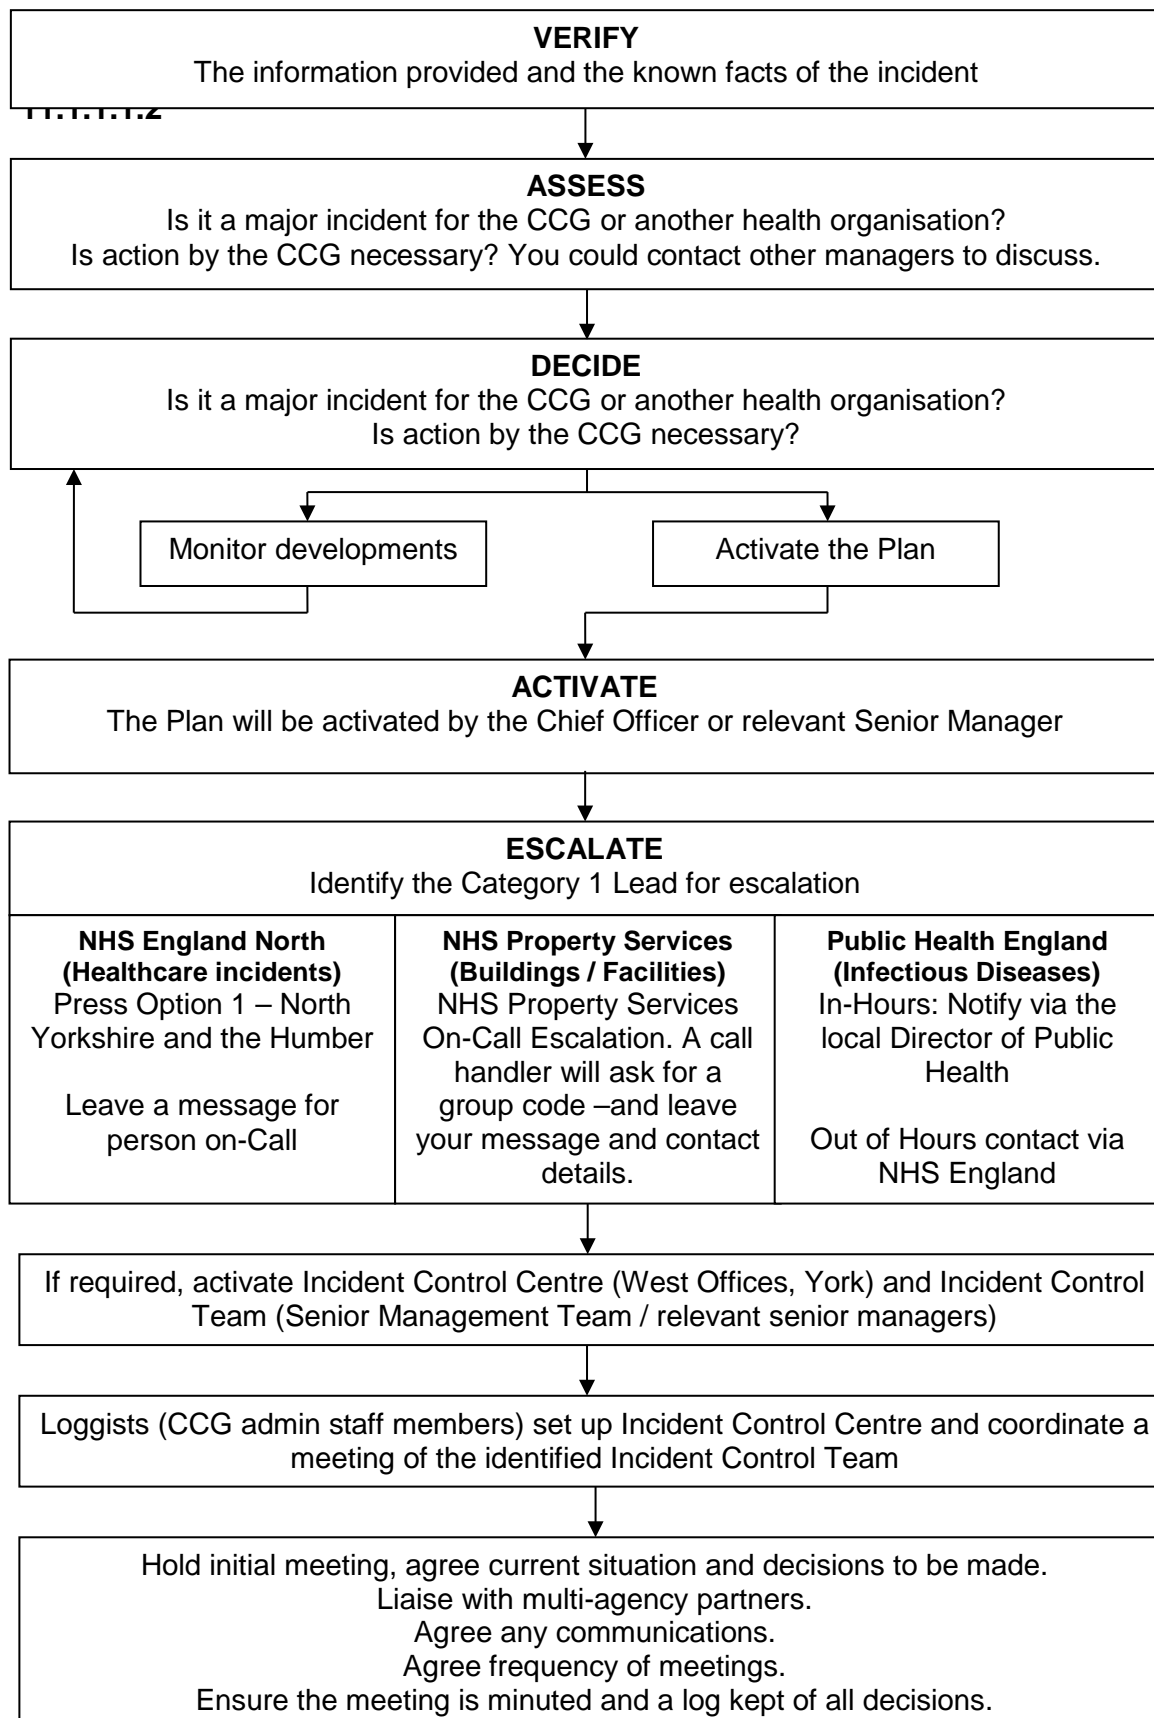 VERIFY
The information provided and the known facts of the incident
ASSESS
Is it a major incident for the CCG or another health organisation?
Is action by the CCG necessary? You could contact other managers to discuss.
DECIDE
Is it a major incident for the CCG or another health organisation?
Is action by the CCG necessary?
Monitor developments
Activate the Plan
ACTIVATE
The Plan will be activated by the Chief Officer or relevant Senior Manager
ESCALATE
Identify the Category 1 Lead for escalation
NHS England North
(Healthcare incidents)
Press Option 1 – North
Yorkshire and the Humber
Leave a message for
person on-Call
NHS Property Services
(Buildings / Facilities)
NHS Property Services
On-Call Escalation. A call
handler will ask for a
group code –and leave
your message and contact
details.
Public Health England
(Infectious Diseases)
In-Hours: Notify via the
local Director of Public
Health
Out of Hours contact via
NHS England
If required, activate Incident Control Centre (West Offices, York) and Incident Control
Team (Senior Management Team / relevant senior managers)
Loggists (CCG admin staff members) set up Incident Control Centre and coordinate a
meeting of the identified Incident Control Team
Hold initial meeting, agree current situation and decisions to be made.
Liaise with multi-agency partners.
Agree any communications.
Agree frequency of meetings.
Ensure the meeting is minuted and a log kept of all decisions.